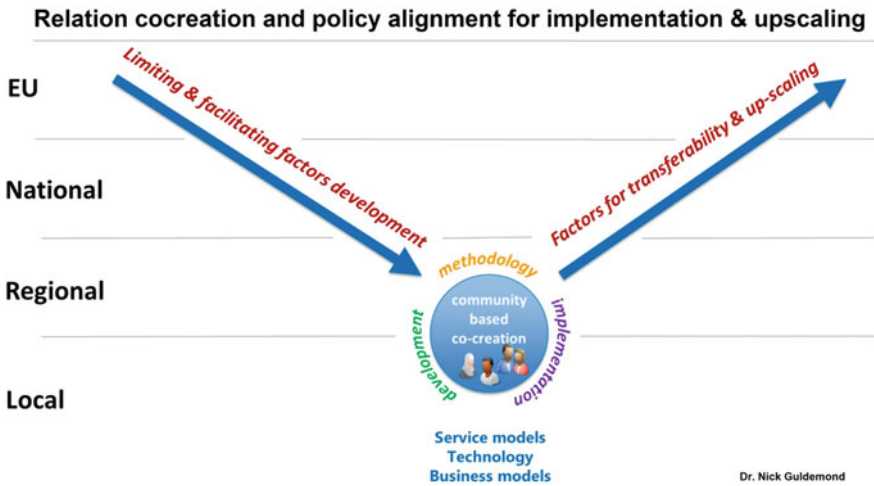 Relation cocreation and policy alignment for implementation & upscaling
EU
Limiting & facilitating factors development
Factors for transferability & up-scaling
National
Regional
methodology
community
based
co-creation
development
implementation
Local
Service models
Technology
Business models
Dr. Nick Guldemond